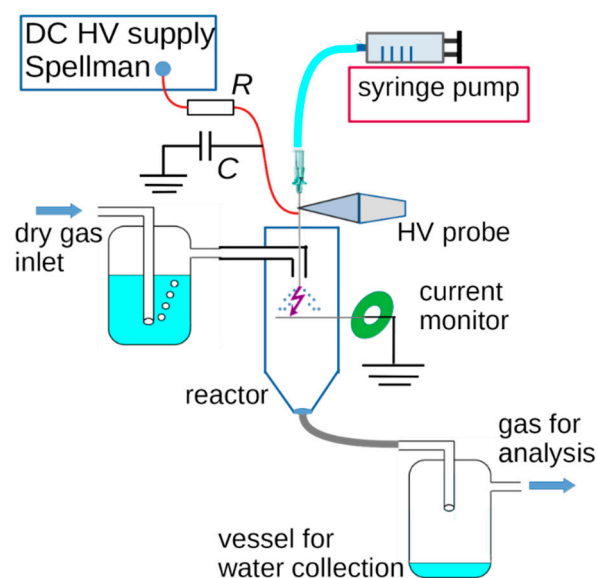 DC HV supply
Spellman
R
C
syringe pump
HV probe
dry gas
inlet
current
monitor
reactor
gas for
analysis
vessel for
water collection